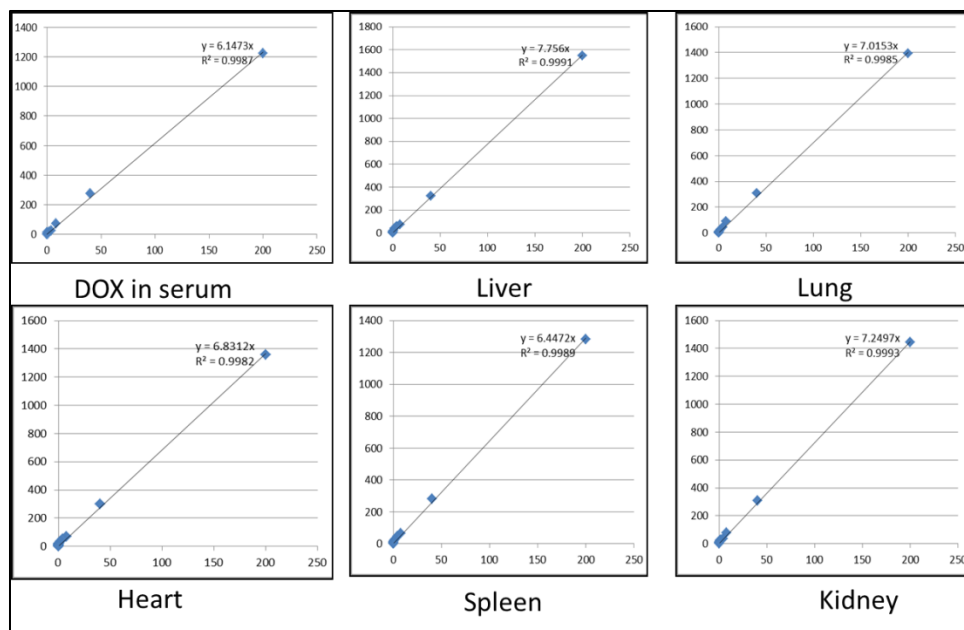 1400
1200
1000
800
600
400
200
0
0 50 100 150 200 250
y = 6.1473x
R² = 0.9987
DOX in serum
1800
1600
1400
1200
1000
800
600
400
200
0
0 50 100 150 200 250
y = 7.756x
R² = 0.9991
Liver
1600
1400
1200
1000
800
600
400
200
0
0 50 100 150 200 250
y = 7.0153x
R² = 0.9985
Lung
1600
1400
1200
1000
800
600
400
200
0
0 50 100 150 200 250
y = 6.8312x
R² = 0.9982
Heart
1400
1200
1000
800
600
400
200
0
0 50 100 150 200 250
y = 6.4472x
R² = 0.9989
Spleen
1600
1400
1200
1000
800
600
400
200
0
0 50 100 150 200 250
y = 7.2497x
R² = 0.9993
Kidney